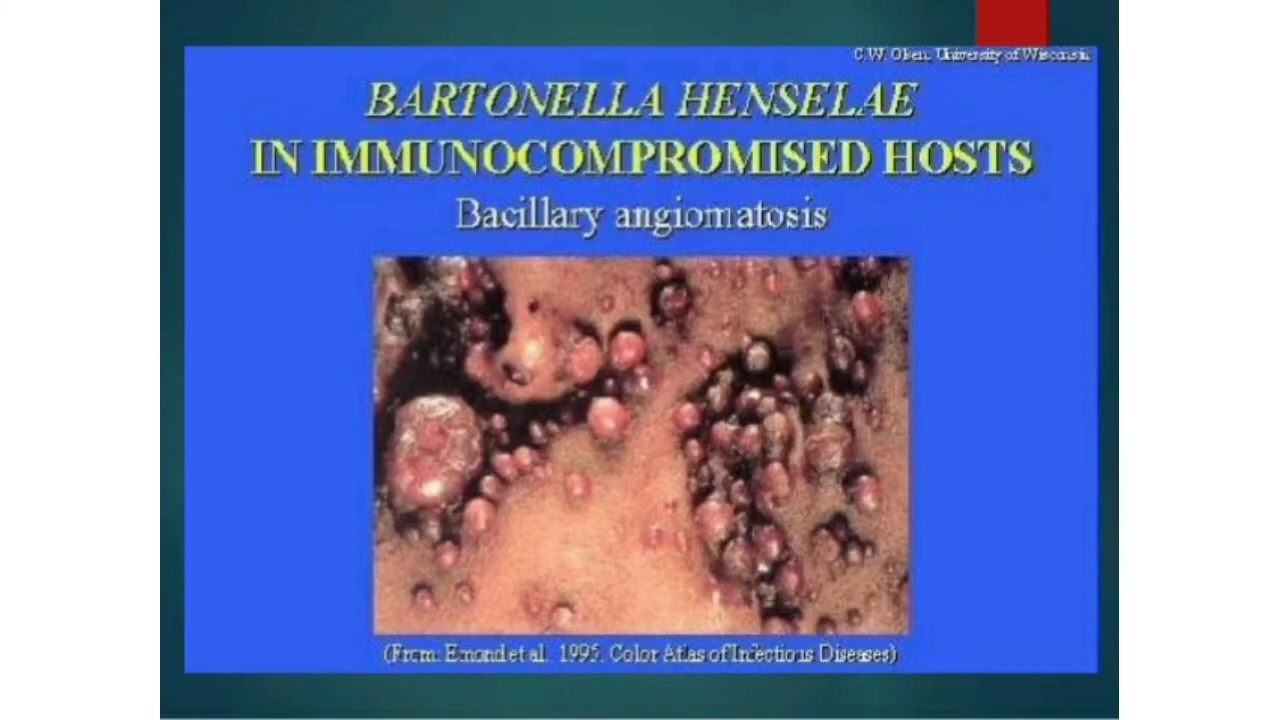 C.W. Olsen, University of Wisconsin
BARTONELLA HENSELAE
IN IMMUNOCOMPROMISED HOSTS
Bacillary angiomatosis
(From: Emond et al. 1995. Color Atlas of Infectious Diseases)